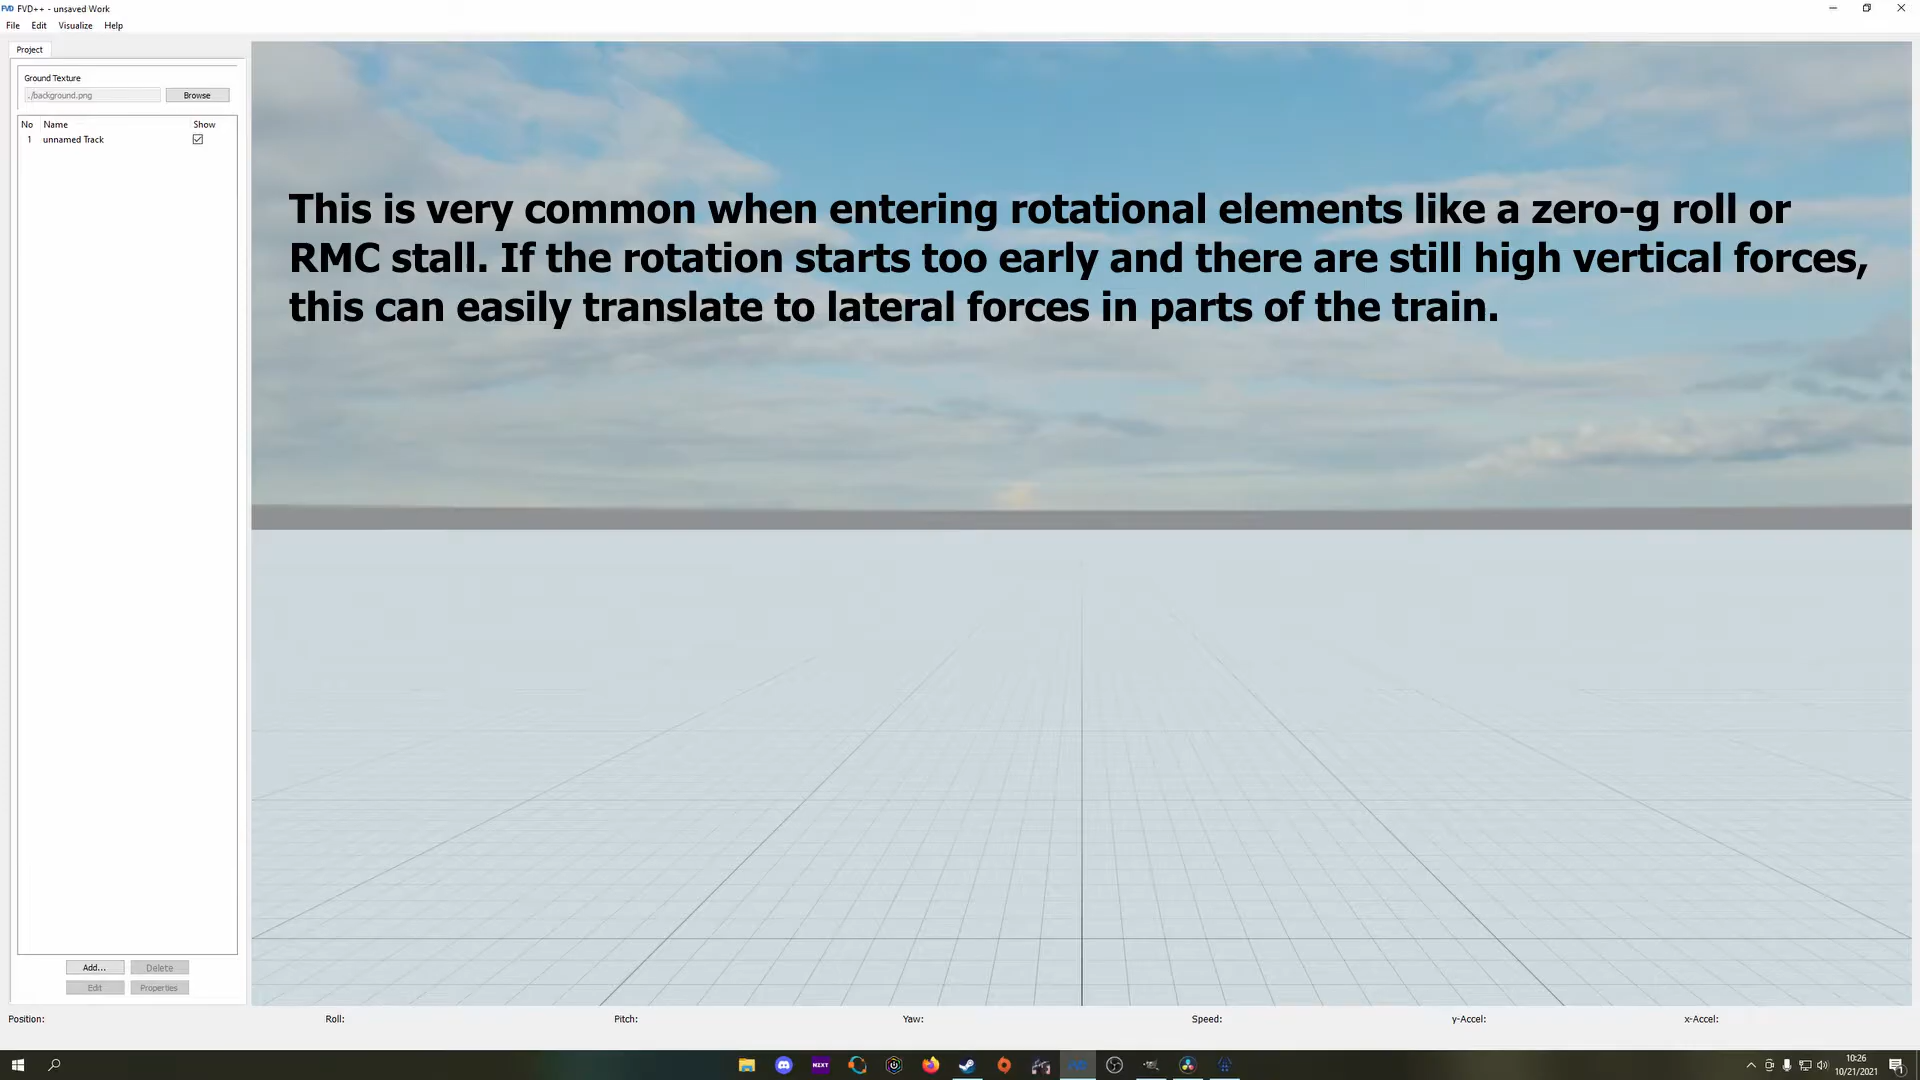 FVD FVD++ - unsaved Work
File Edit Visualize Help
Project
Ground Texture
../background.png Browse
No Name Show
1 unnamed Track
This is very common when entering rotational elements like a zero-g roll or
RMC stall. If the rotation starts too early and there are still high vertical forces,
this can easily translate to lateral forces in parts of the train.
Add... Delete
Edit Properties
Position: Roll: Pitch: Yaw: Speed: y-Accel: x-Accel:
NZXT FVD
10:26
10/21/2021